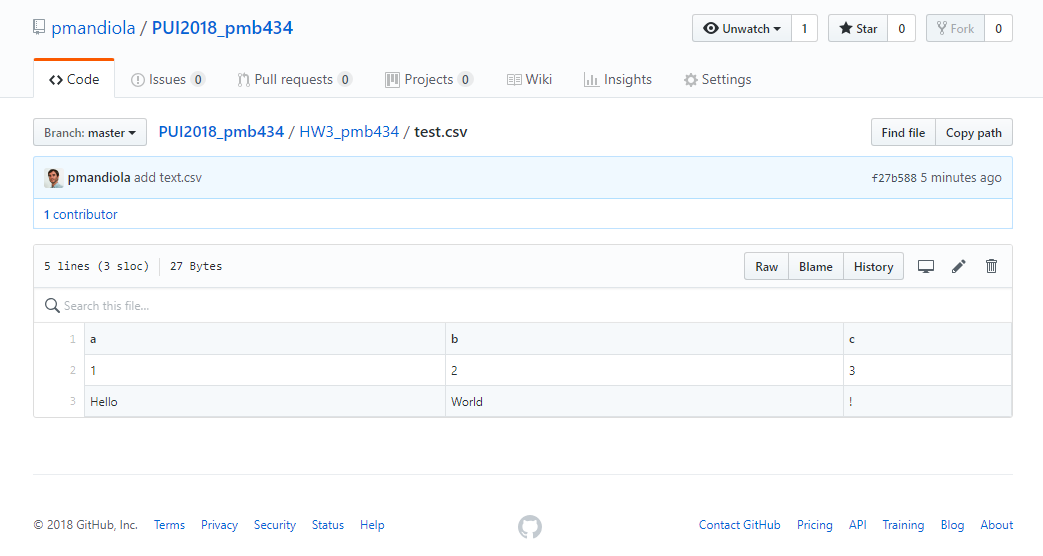 pmandiola / PUI2018_pmb434 Unwatch 1 Star 0 Fork 0
Code Issues 0 Pull requests 0 Projects 0 Wiki Insights Settings
Branch: master PUI2018_pmb434 / HW3_pmb434 / test.csv Find file Copy path
pmandiola add text.csv f27b588 5 minutes ago
1 contributor
5 lines (3 sloc) 27 Bytes Raw Blame History
Search this file...
1 a b c
2 1 2 3
3 Hello World !
© 2018 GitHub, Inc. Terms Privacy Security Status Help Contact GitHub Pricing API Training Blog About